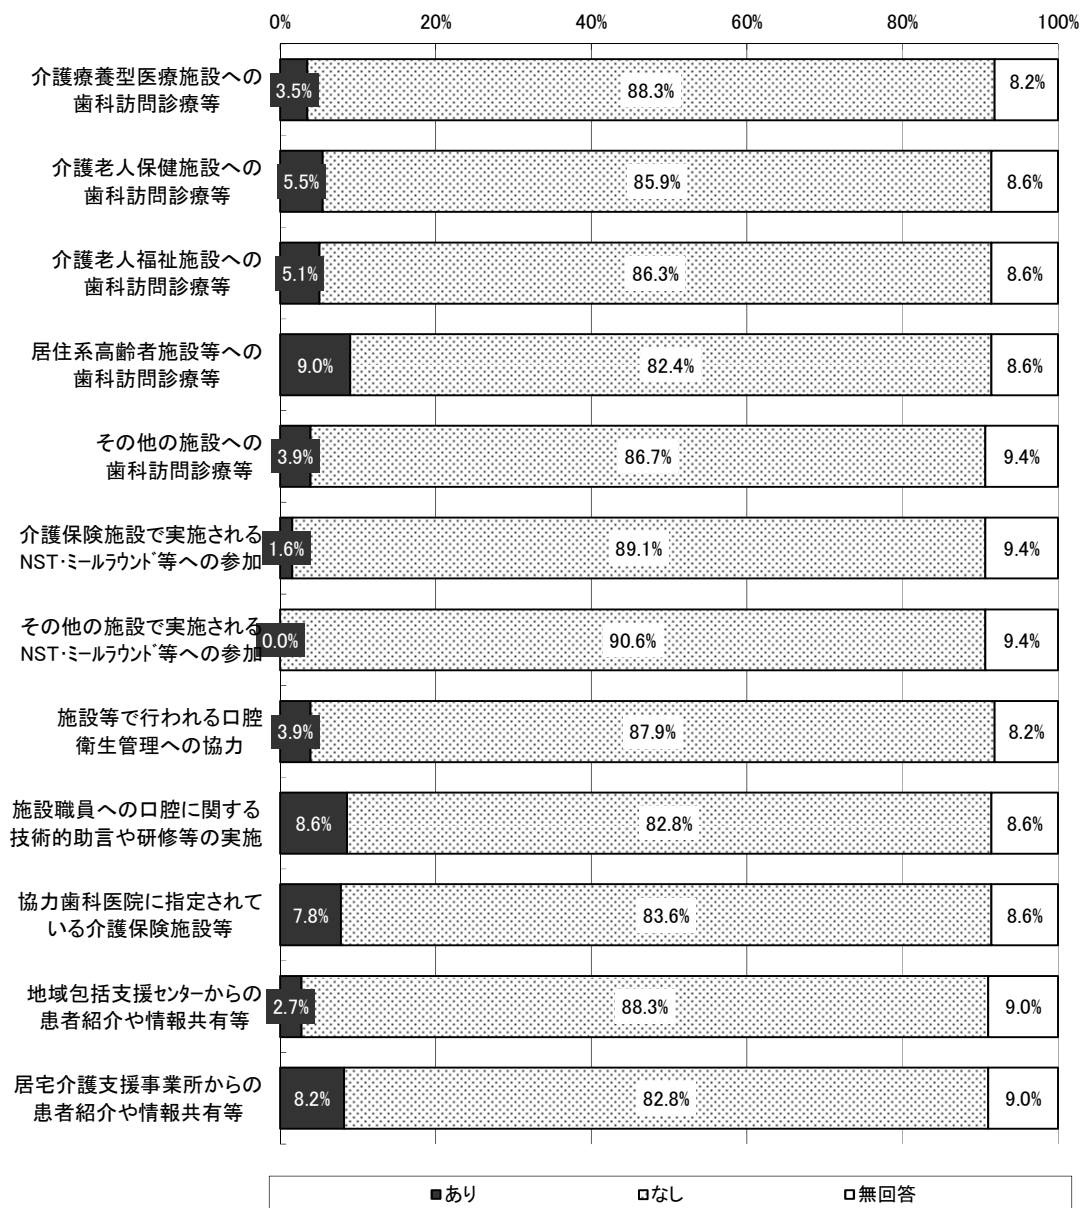 0% 20% 40% 60% 80% 100%
介護療養型医療施設への
歯科訪問診療等
3.5% 88.3% 8.2%
介護老人保健施設への
歯科訪問診療等
5.5% 85.9% 8.6%
介護老人福祉施設への
歯科訪問診療等
5.1% 86.3% 8.6%
居住系高齢者施設等への
歯科訪問診療等
9.0% 82.4% 8.6%
その他の施設への
歯科訪問診療等
3.9% 86.7% 9.4%
介護保険施設で実施される
NST・ミールラウンド等への参加
1.6% 89.1% 9.4%
その他の施設で実施される
NST・ミールラウンド等への参加
0.0% 90.6% 9.4%
施設等で行われる口腔
衛生管理への協力
3.9% 87.9% 8.2%
施設職員への口腔に関する
技術的助言や研修等の実施
8.6% 82.8% 8.6%
協力歯科医院に指定されて
いる介護保険施設等
7.8% 83.6% 8.6%
地域包括支援センターからの
患者紹介や情報共有等
2.7% 88.3% 9.0%
居宅介護支援事業所からの
患者紹介や情報共有等
8.2% 82.8% 9.0%
あり なし 無回答